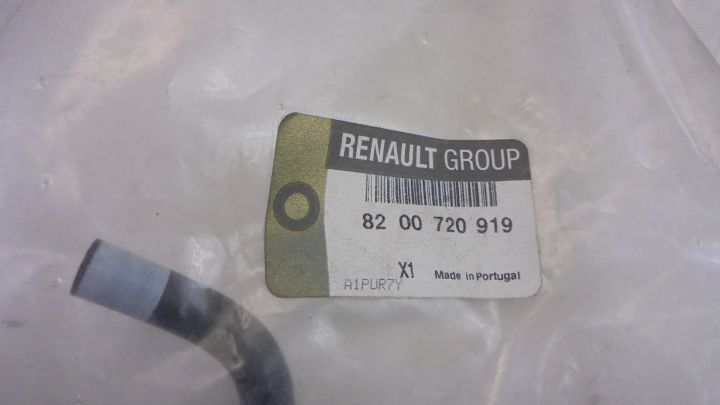 RENAULT GROUP
82 00 720 919
X1 Made in Portugal
A1PUR7Y